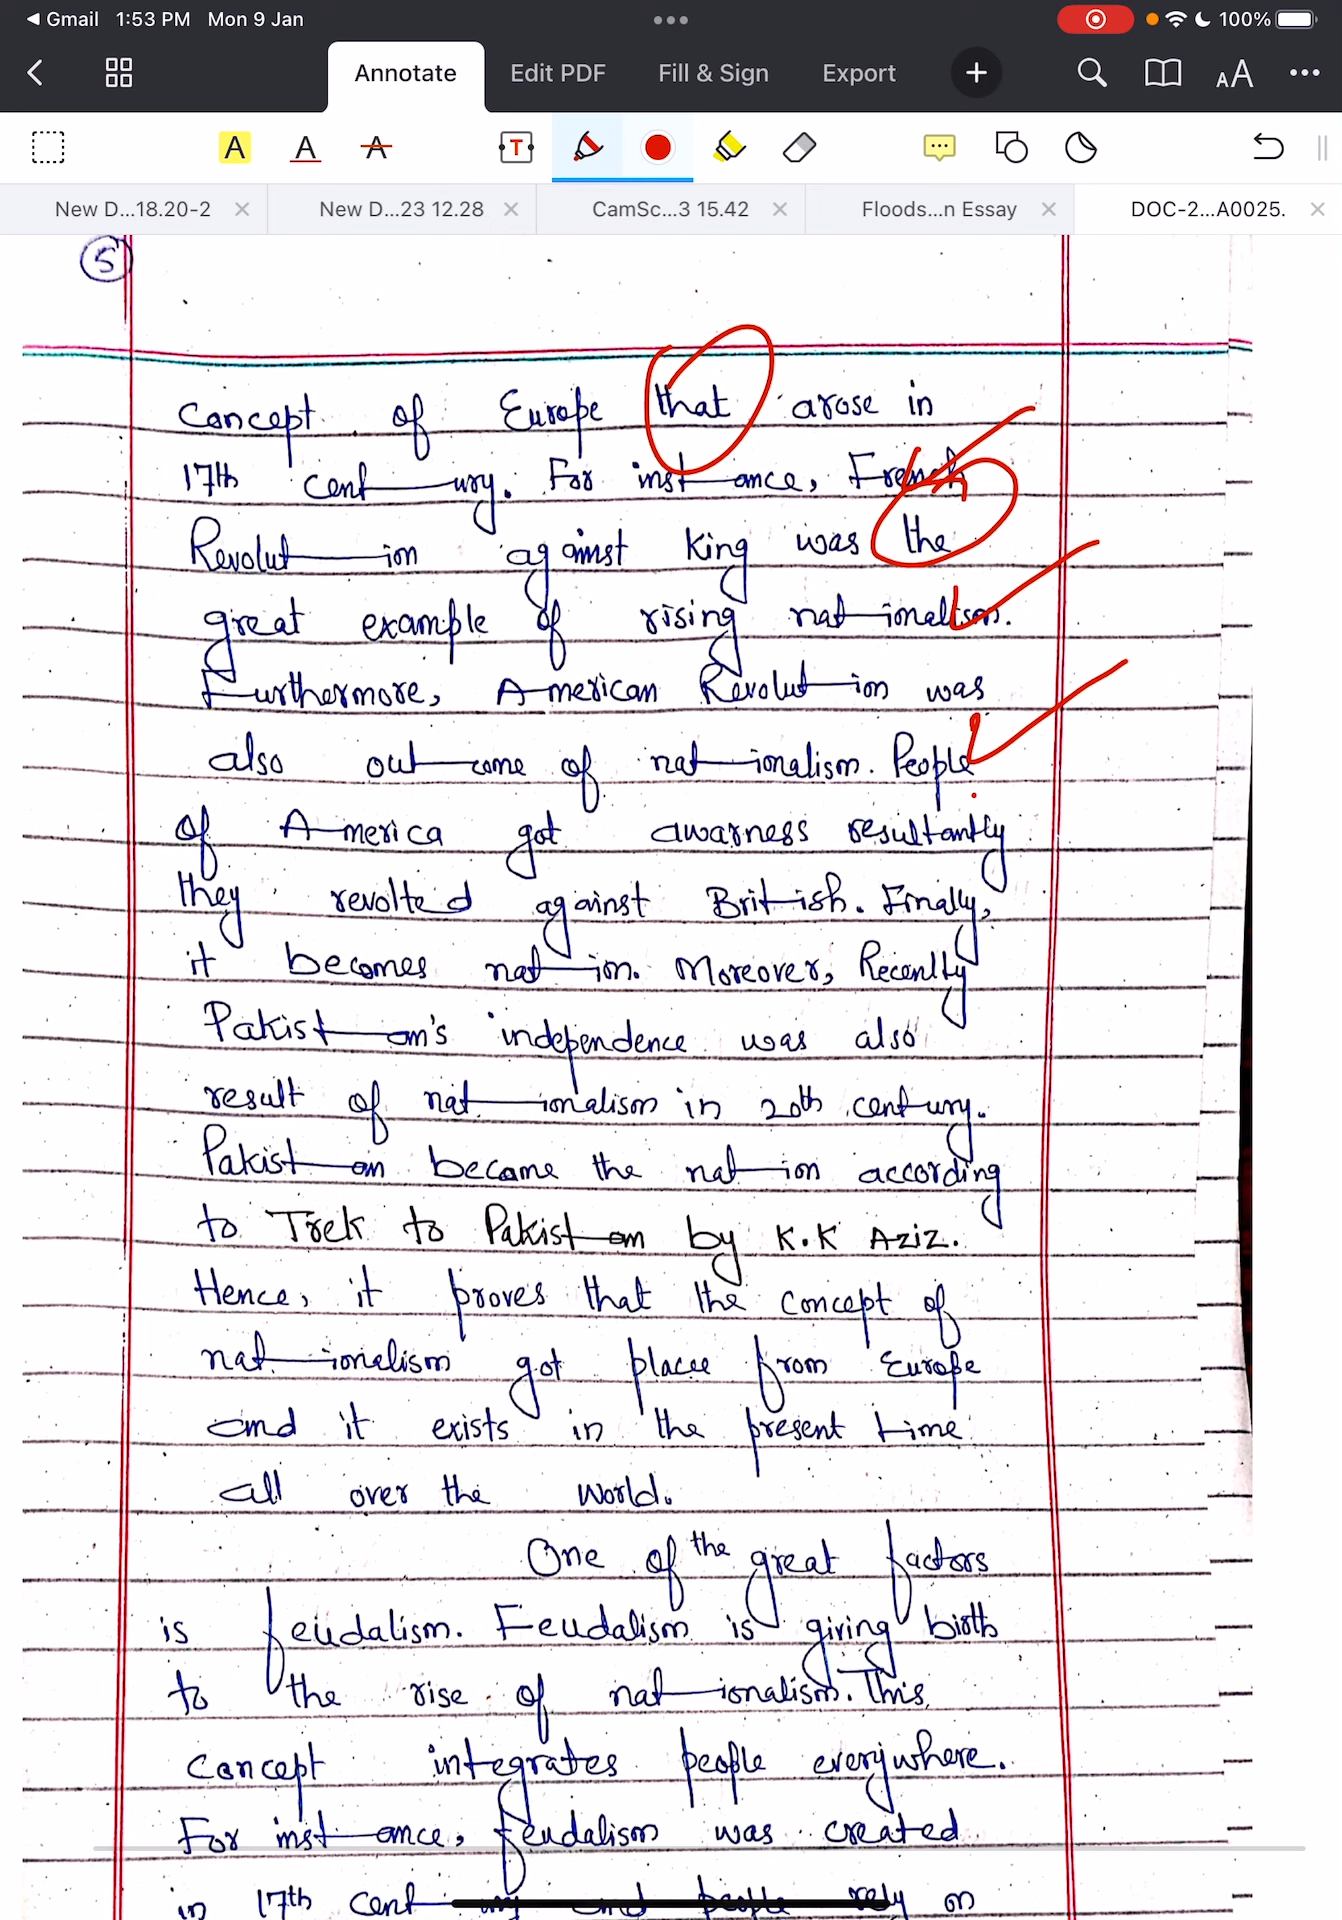 Gmail 1:53 PM Mon 9 Jan 100%
Annotate Edit PDF Fill & Sign Export + AA
A A A T
New D...18.20-2 New D...23 12.28 CamSc...3 15.42 Floods...n Essay DOC-2...A0025.
5
Concept of Europe that arose in
17th century. For instance, French
Revolution against King was the
great example of rising nationalism.
Furthermore, American Revolution was
also outcome of nationalism. People
of America got awarness resultantly
they revolted against British. Finally,
it becomes nation. Moreover, Recenlty
Pakistan's independence was also
result of nationalism in 20th century.
Pakistan became the nation according
to Trek to Pakistan by K.K Aziz.
Hence, it proves that the concept of
nationalism got place from Europe
and it exists in the present time
all over the world.
One of the great factors
is feudalism. Feudalism is giving birth
to the rise of nationalism. This
concept integrates people everywhere.
For instance, feudalism was created
in 17th century and people rely on